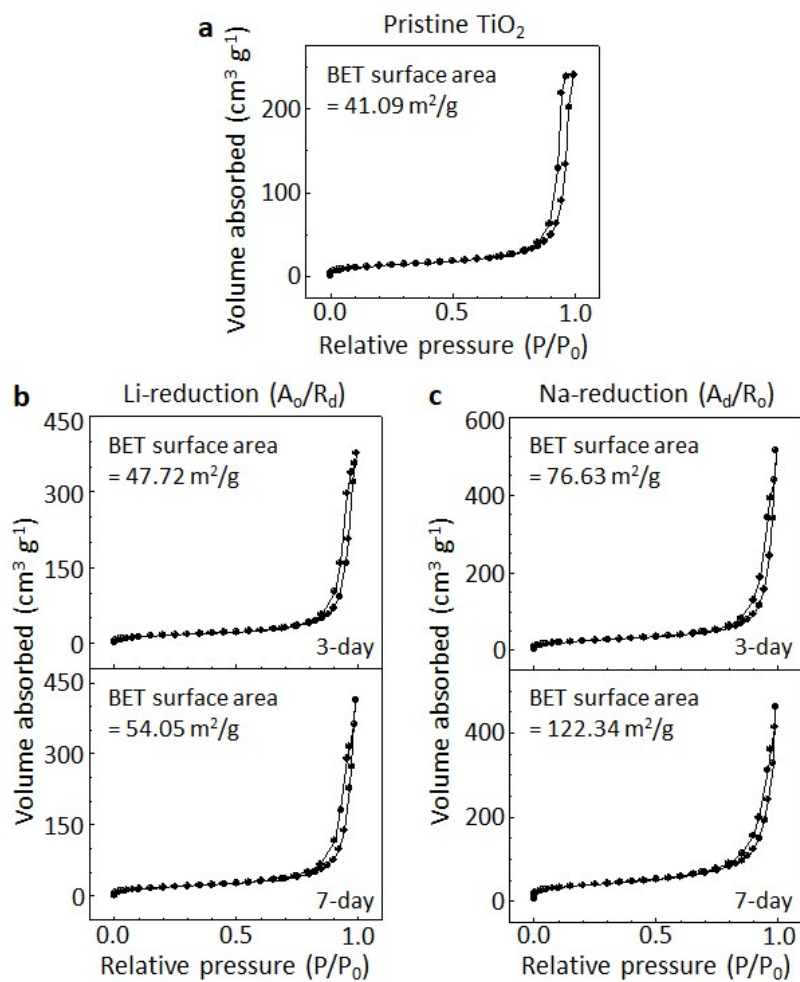 a
Pristine TiO₂
BET surface area
= 41.09 m²/g
Volume absorbed (cm³ g⁻¹)
200
100
0
0.0 0.5 1.0
Relative pressure (P/P₀)
b
Li-reduction (Aₒ/R_d)
450
BET surface area
= 47.72 m²/g
300
150
0
3-day
450
BET surface area
= 54.05 m²/g
300
150
0
7-day
Volume absorbed (cm³ g⁻¹)
0.0 0.5 1.0
Relative pressure (P/P₀)
c
Na-reduction (A_d/Rₒ)
600
BET surface area
= 76.63 m²/g
400
200
0
3-day
BET surface area
= 122.34 m²/g
400
200
0
7-day
Volume absorbed (cm³ g⁻¹)
0.0 0.5 1.0
Relative pressure (P/P₀)